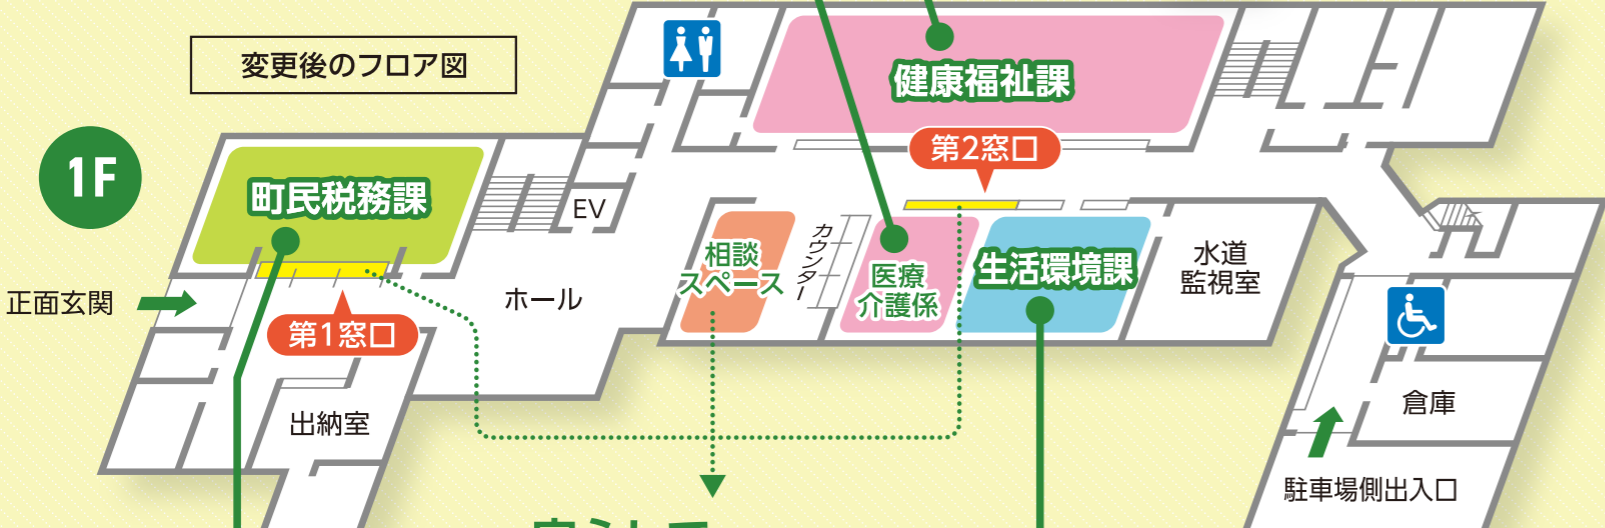 変更後のフロア図
1F
町民税務課
正面玄関
第1窓口
出納室
ホール
EV
健康福祉課
第2窓口
相談
スペース
カウンター
医療
介護係
生活環境課
水道
監視室
倉庫
駐車場側出入口